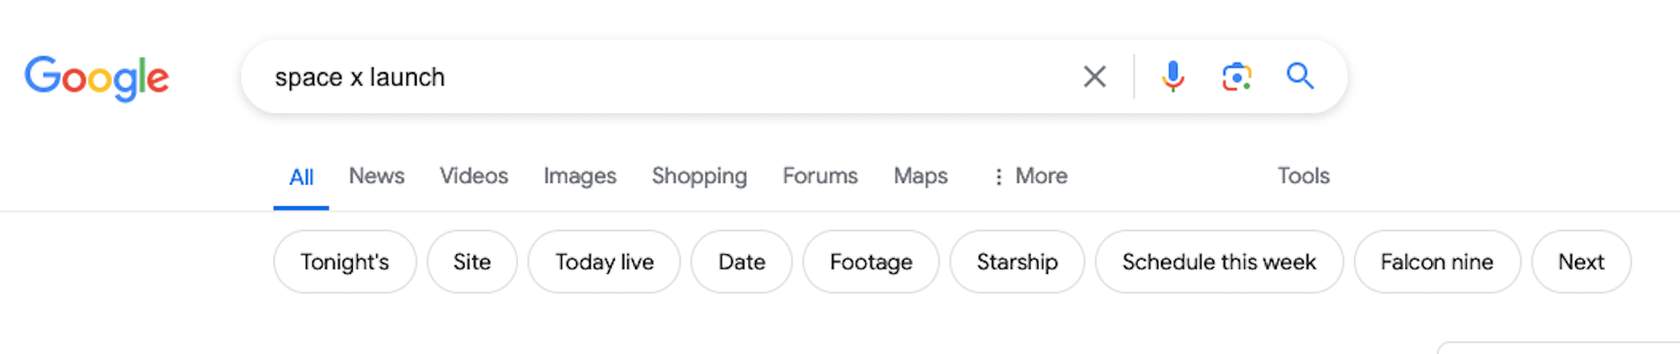 Google space x launch
All News Videos Images Shopping Forums Maps More Tools
Tonight's Site Today live Date Footage Starship Schedule this week Falcon nine Next